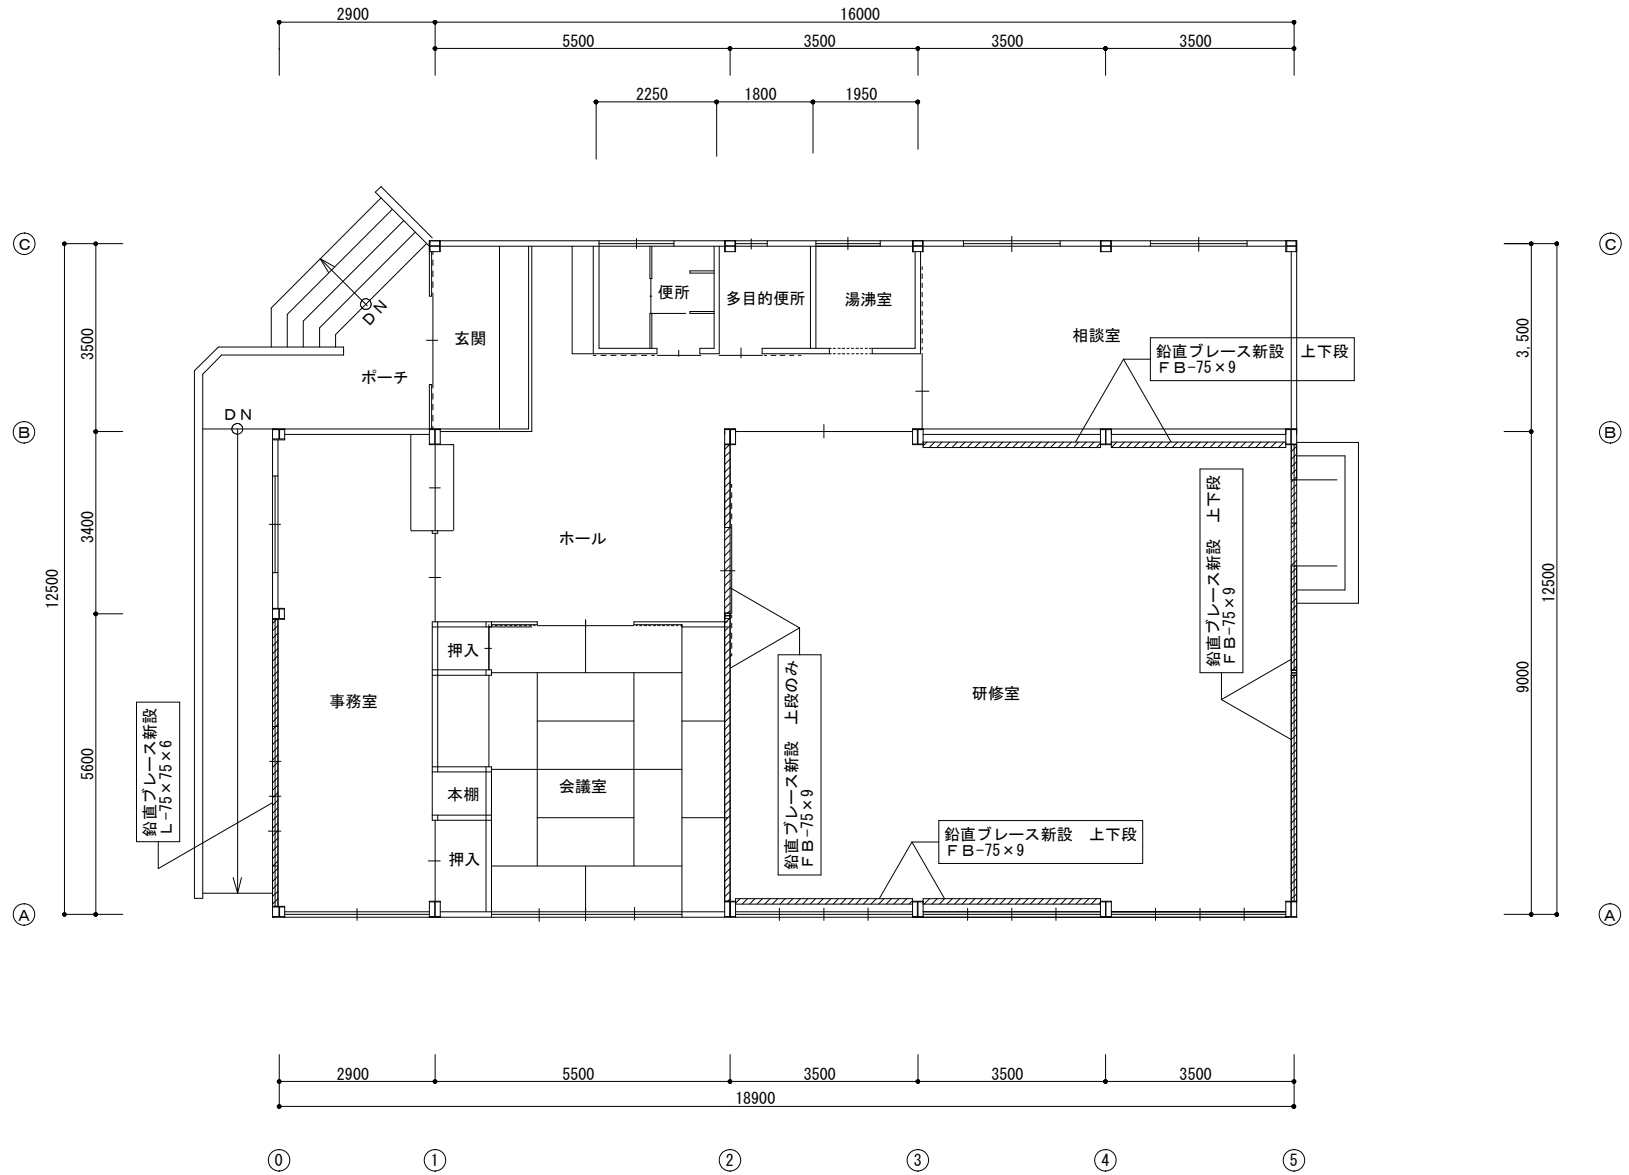 2900
16000
5500
3500
3500
3500
2250
1800
1950
Ⓒ
Ⓒ
便所
多目的便所
湯沸室
DN
玄関
相談室
鉛直ブレース新設　上下段
ＦＢ-75×9
3500
3,500
ポーチ
DN
Ⓑ
Ⓑ
3400
ホール
鉛直ブレース新設　上下段
ＦＢ-75×9
12500
12500
押入
事務室
研修室
9000
鉛直ブレース新設　上段のみ
ＦＢ-75×9
鉛直ブレース新設
Ｌ-75×75×6
5600
会議室
本棚
押入
鉛直ブレース新設　上下段
ＦＢ-75×9
Ⓐ
Ⓐ
2900
5500
3500
3500
3500
18900
⓪
①
②
③
④
⑤